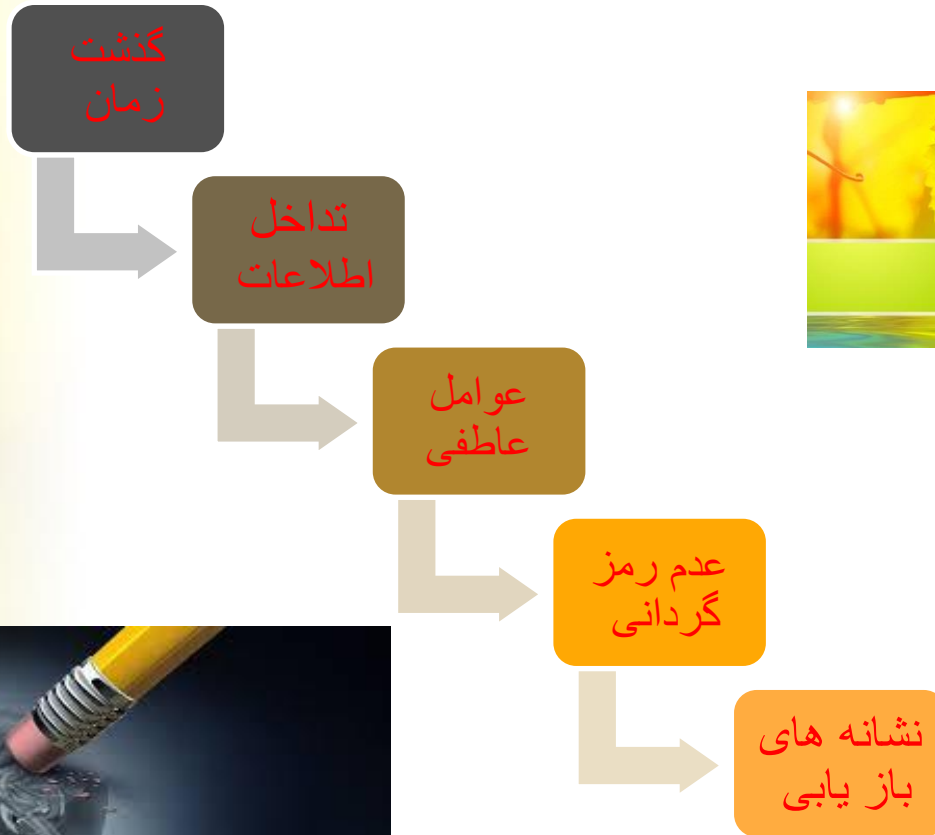 گذشت
زمان
تداخل
اطلاعات
عوامل
عاطفی
عدم رمز
گردانی
نشانه های
باز یابی